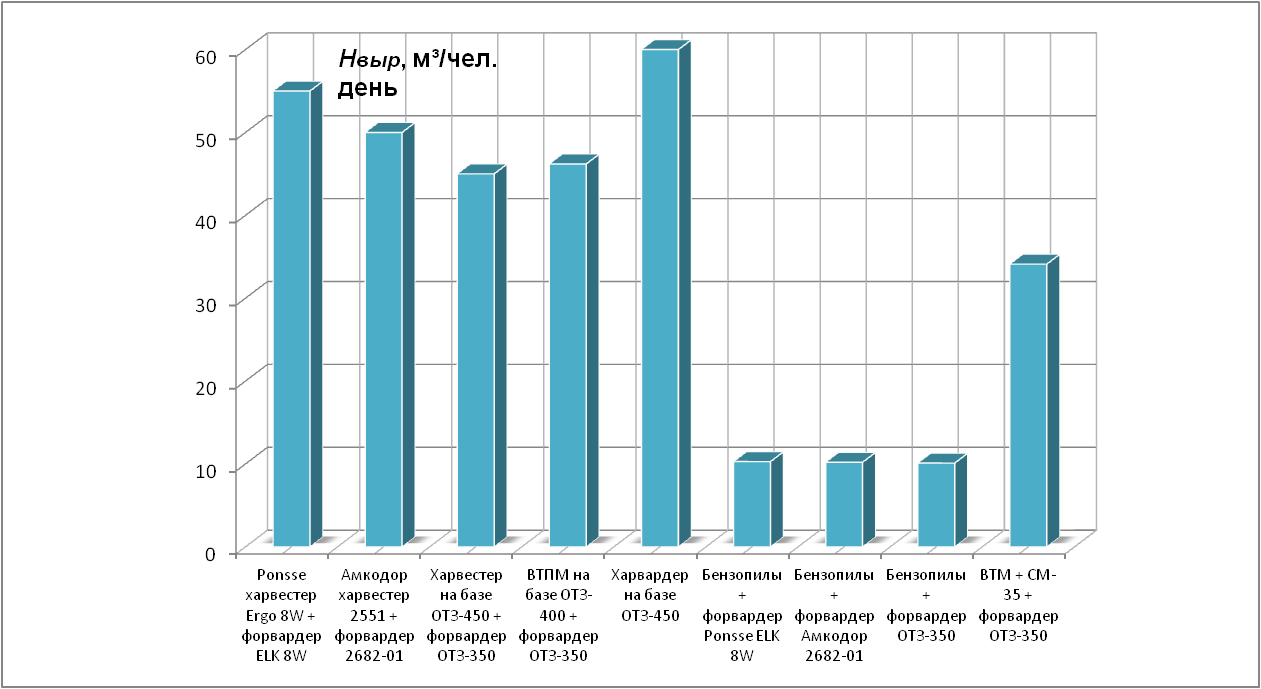 Нвыр, м³/чел.
день
60
50
40
30
20
10
0
Ponsse
харвестер
Ergo 8W +
форвардер
ELK 8W
Амкодор
харвестер
2551 +
форвардер
2682-01
Харвестер
на базе
ОТЗ-450 +
форвардер
ОТЗ-350
ВТПМ на
базе ОТЗ-
400 +
форвардер
ОТЗ-350
Харвардер
на базе
ОТЗ-450
Бензопилы
+
форвардер
Ponsse ELK
8W
Бензопилы
+
форвардер
Амкодор
2682-01
Бензопилы
+
форвардер
ОТЗ-350
ВТМ + СМ-
35 +
форвардер
ОТЗ-350